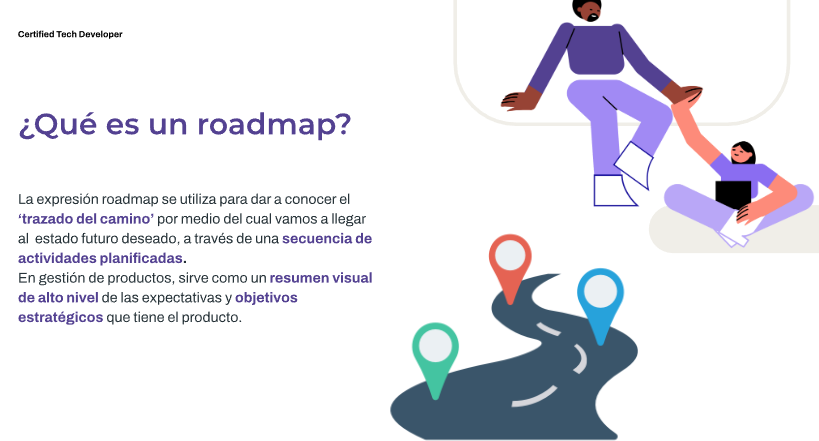 Certified Tech Developer
¿Qué es un roadmap?
La expresión roadmap se utiliza para dar a conocer el
‘trazado del camino’ por medio del cual vamos a llegar
al  estado futuro deseado, a través de una secuencia de
actividades planificadas.
En gestión de productos, sirve como un resumen visual
de alto nivel de las expectativas y objetivos
estratégicos que tiene el producto.